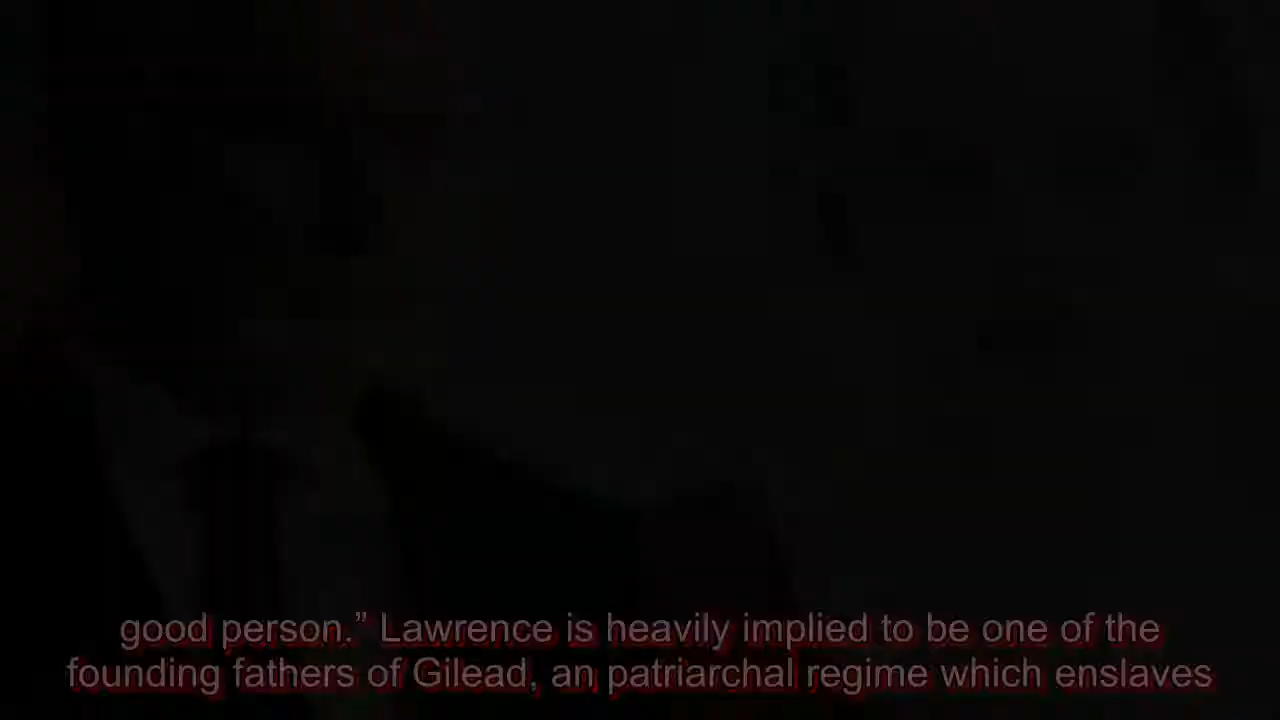 good person.” Lawrence is heavily implied to be one of the
founding fathers of Gilead, an patriarchal regime which enslaves